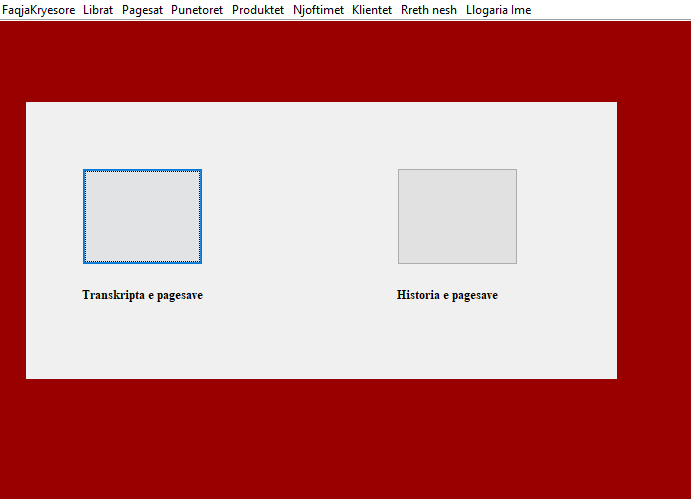 FaqjaKryesore Librat Pagesat Punetoret Produktet Njoftimet Klientet Rreth nesh Llogaria Ime
Transkripta e pagesave
Historia e pagesave